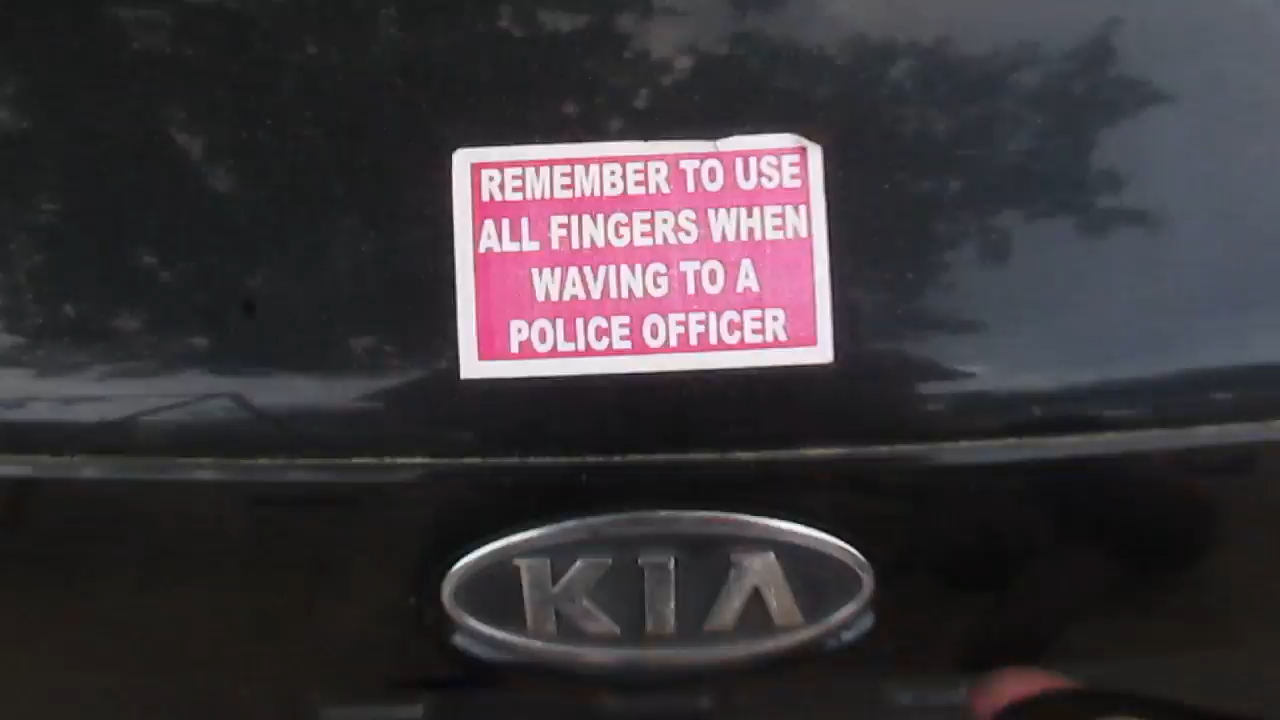 REMEMBER TO USE
ALL FINGERS WHEN
WAVING TO A
POLICE OFFICER
KIA